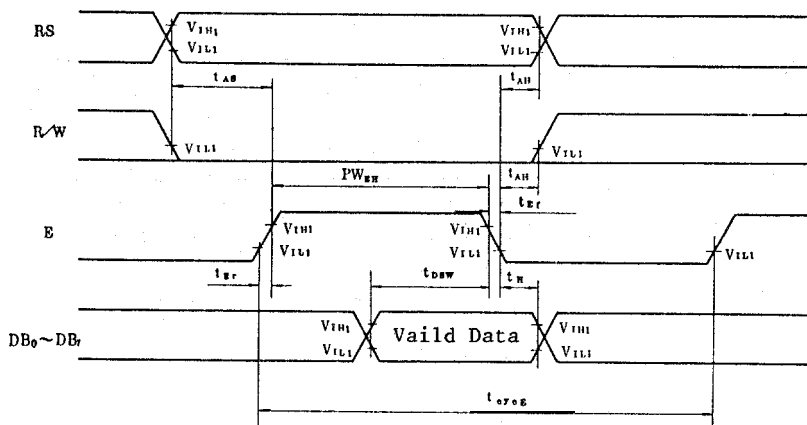 RS
VIH1
VIL1
VIH1
VIL1
tAS
tAH
R/W
VIL1
VIL1
PWEH
tAH
tEf
E
VIH1
VIL1
VIH1
VIL1
VIL1
tEr
tDSW
tH
DB0~DB7
VIH1
VIL1
Vaild Data
VIH1
VIL1
tcycE